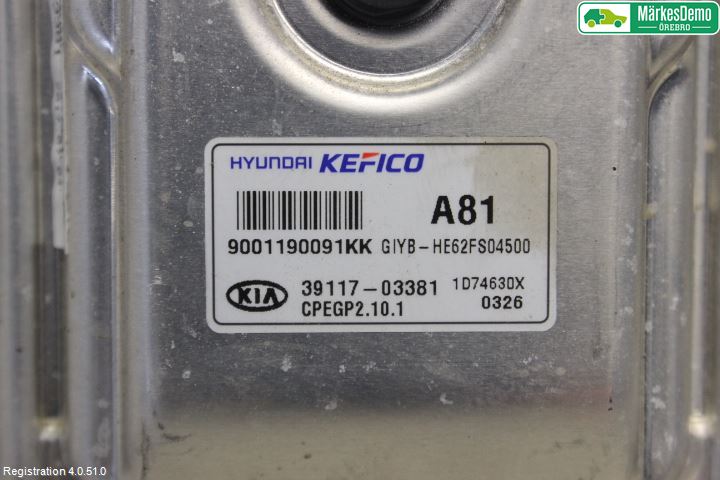 MärkesDemo
ÖREBRO
HYUNDAI KEFICO
A81
9001190091KK GIYB-HE62FS04500
KIA 39117-03381 1D7463DX
CPEGP2.10.1 0326
Registration 4.0.51.0